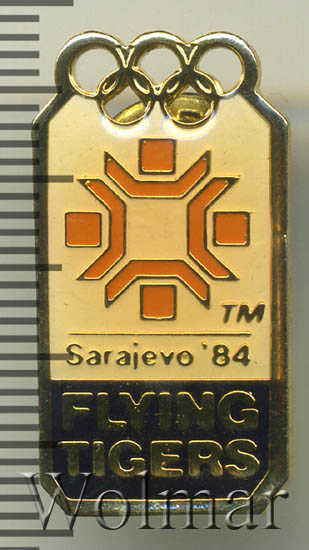 TM
Sarajevo '84
FLYING
TIGERS
Wolmar